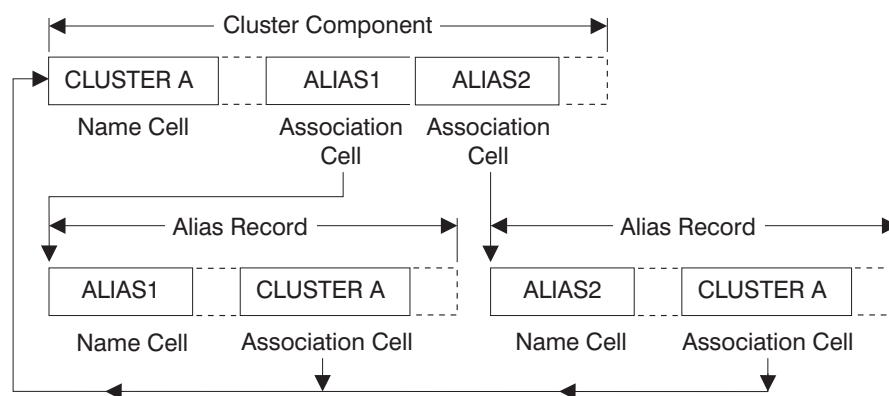 Cluster Component
CLUSTER A
ALIAS1
ALIAS2
Name Cell
Association
Cell
Association
Cell
Alias Record
Alias Record
ALIAS1
CLUSTER A
ALIAS2
CLUSTER A
Name Cell
Association Cell
Name Cell
Association Cell